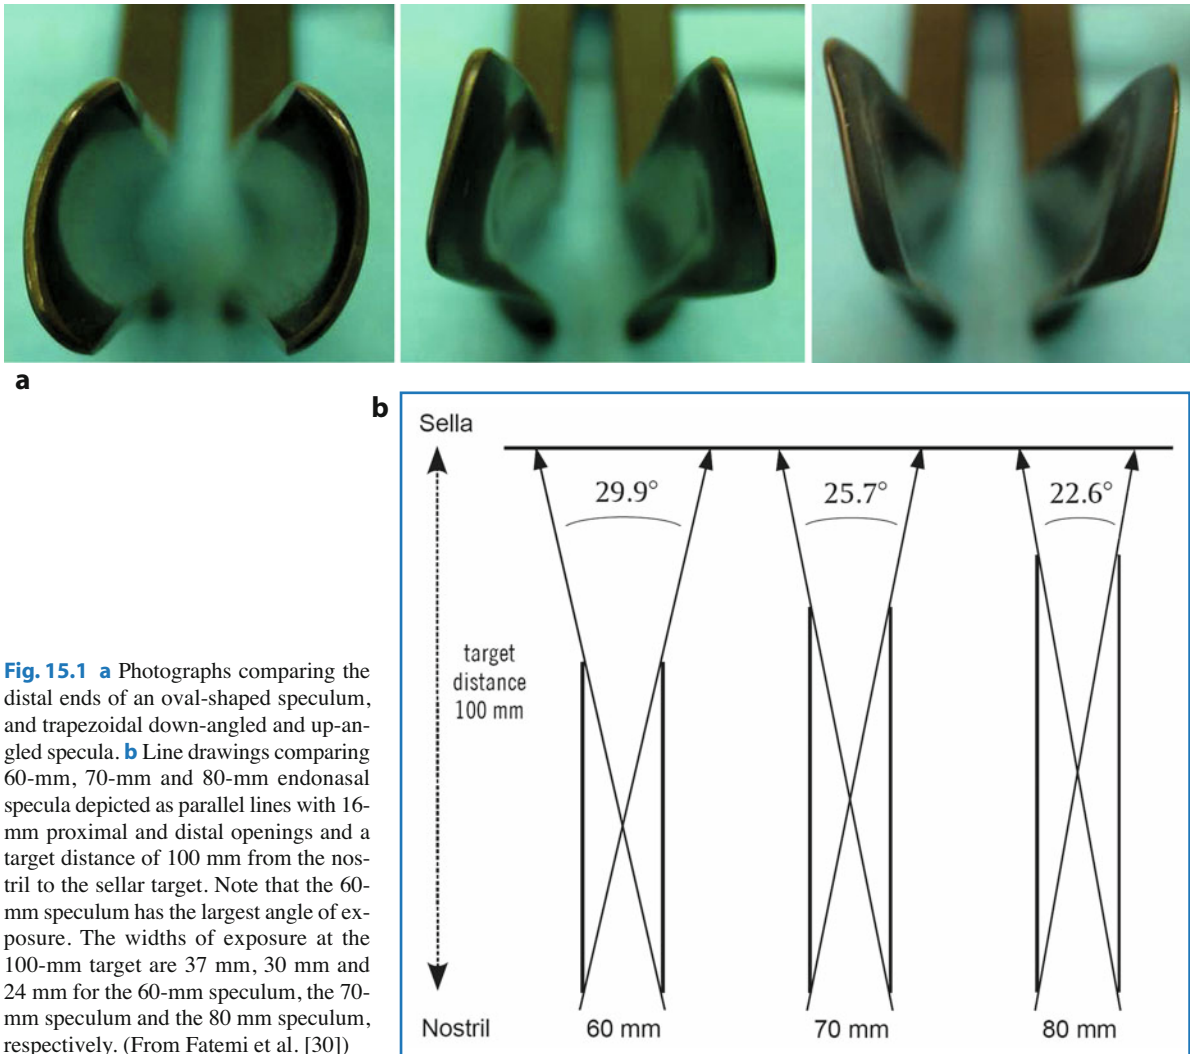 a
b
Sella
29.9°
25.7°
22.6°
target
distance
100 mm
Nostril
60 mm
70 mm
80 mm
Fig. 15.1 a Photographs comparing the
distal ends of an oval-shaped speculum,
and trapezoidal down-angled and up-an-
gled specula. b Line drawings comparing
60-mm, 70-mm and 80-mm endonasal
specula depicted as parallel lines with 16-
mm proximal and distal openings and a
target distance of 100 mm from the nos-
tril to the sellar target. Note that the 60-
mm speculum has the largest angle of ex-
posure. The widths of exposure at the
100-mm target are 37 mm, 30 mm and
24 mm for the 60-mm speculum, the 70-
mm speculum and the 80 mm speculum,
respectively. (From Fatemi et al. [30])